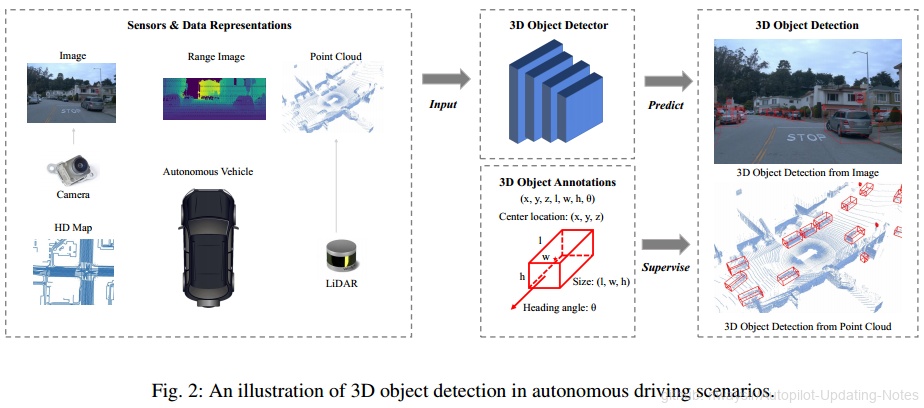 Sensors & Data Representations
Image
Range Image
Point Cloud
Camera
Autonomous Vehicle
HD Map
LiDAR
Input
3D Object Detector
3D Object Annotations
(x, y, z, l, w, h, θ)
Center location: (x, y, z)
l
w
h
Size: (l, w, h)
Heading angle: θ
Predict
Supervise
3D Object Detection
STOP
STOP
3D Object Detection from Image
3D Object Detection from Point Cloud
Fig. 2: An illustration of 3D object detection in autonomous driving scenarios.
Autopilot-Updating-Notes